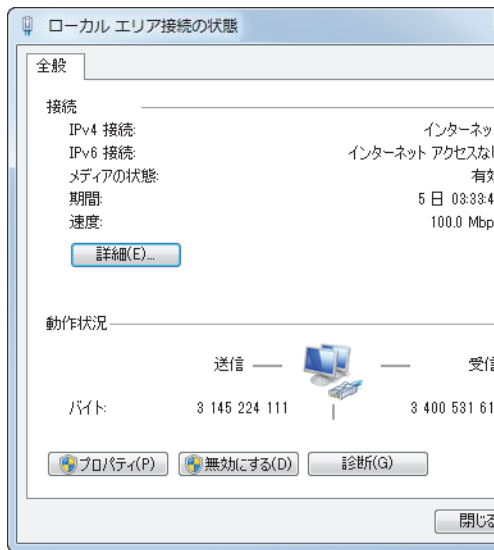 ローカル エリア接続の状態
全般
接続
IPv4 接続: インターネッ
IPv6 接続: インターネット アクセスな
メディアの状態: 有効
期間: 5 日 03:33:4
速度: 100.0 Mbp
詳細(E)...
動作状況
送信 受信
バイト: 3 145 224 111 3 400 531 61
プロパティ(P) 無効にする(D) 診断(G)
閉じる